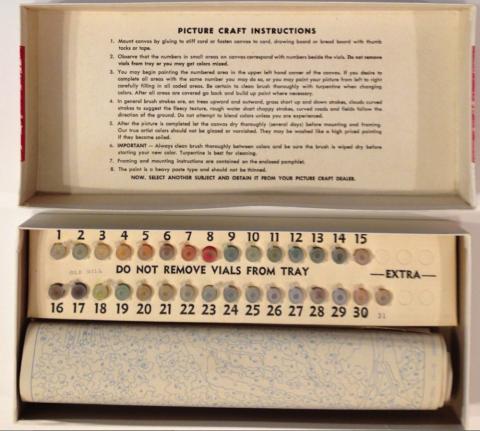 PICTURE CRAFT INSTRUCTIONS
1. Mount canvas by gluing to stiff card or fasten canvas to card, drawing board or bread board with thumb
tacks or tape.
2. Observe that the numbers in small areas on canvas correspond with numbers beside the vials. Do not remove
vials from tray or you may get colors mixed.
3. You may begin painting the numbered area in the upper left hand corner of the canvas. If you desire to
complete all areas with the same number you may do so, or you may paint your picture from left to right
carefully filling in all coded areas. Be certain to clean brush thoroughly with turpentine when changing
colors. After all areas are covered go back and build up paint where necessary.
4. In general brush strokes are, on trees upward and outward, grass short up and down strokes, clouds curved
strokes to suggest the fleecy texture, rough water short choppy strokes, curved roads and fields follow the
direction of the ground. Do not attempt to blend colors unless you are experienced.
5. After the picture is completed let the canvas dry thoroughly (several days) before mounting and framing.
Our true artist colors should not be glazed or varnished. They may be washed like a high priced painting
if they become soiled.
6. IMPORTANT — Always clean brush thoroughly between colors and be sure the brush is wiped dry before
starting your new color. Turpentine is best for cleaning.
7. Framing and mounting instructions are contained on the enclosed pamphlet.
8. The paint is a heavy paste type and should not be thinned.
NOW, SELECT ANOTHER SUBJECT AND OBTAIN IT FROM YOUR PICTURE CRAFT DEALER.
1 2 3 4 5 6 7 8 9 10 11 12 13 14 15
OLD MILL DO NOT REMOVE VIALS FROM TRAY —EXTRA—
16 17 18 19 20 21 22 23 24 25 26 27 28 29 30 31